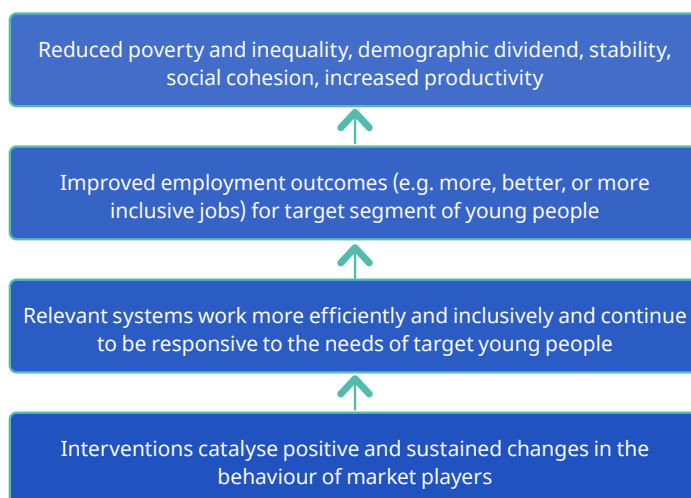 Reduced poverty and inequality, demographic dividend, stability,
social cohesion, increased productivity
Improved employment outcomes (e.g. more, better, or more
inclusive jobs) for target segment of young people
Relevant systems work more efficiently and inclusively and continue
to be responsive to the needs of target young people
Interventions catalyse positive and sustained changes in the
behaviour of market players